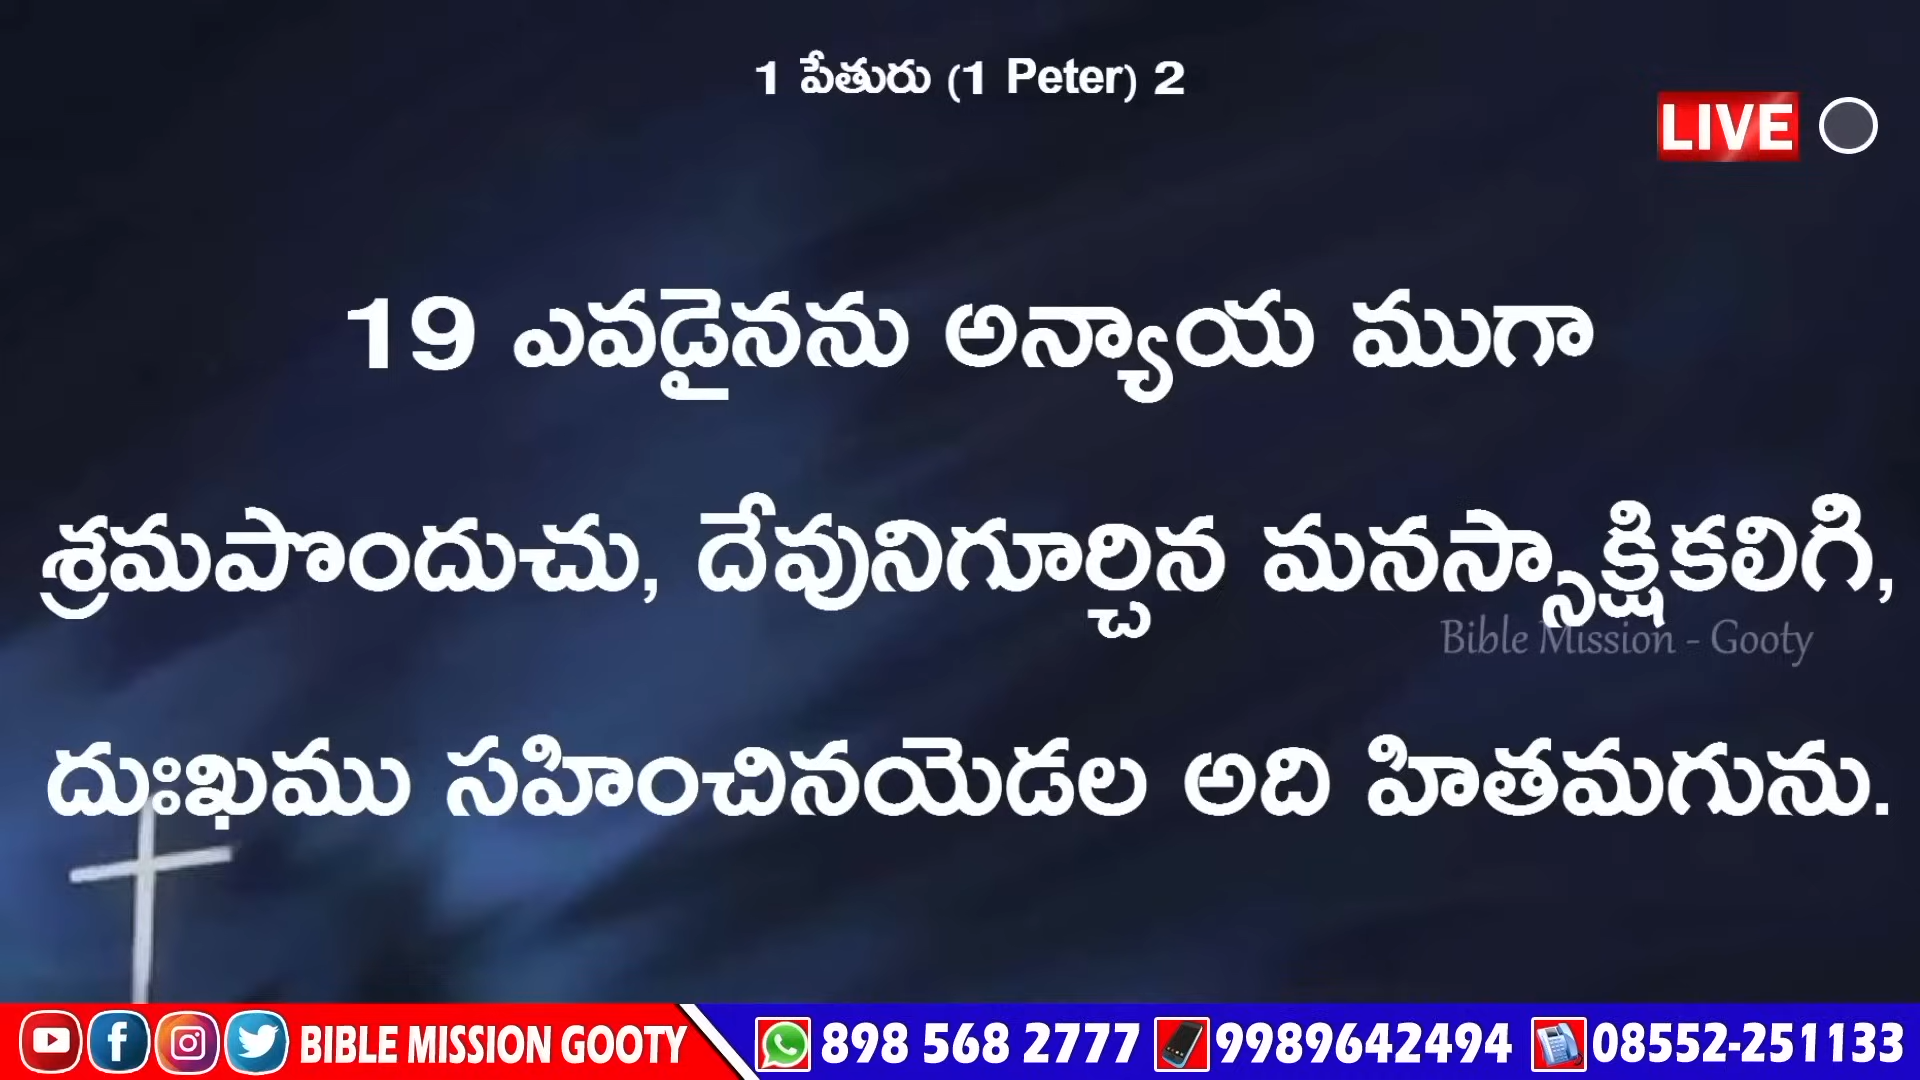 1 పేతురు (1 Peter) 2
LIVE
19 ఎవడైనను అన్యాయ ముగా
శ్రమపొందుచు, దేవునిగూర్చిన మనస్సాక్షికలిగి,
Bible Mission - Gooty
దుఃఖము సహించినయెడల అది హితమగును.
BIBLE MISSION GOOTY 898 568 2777 9989642494 08552-251133